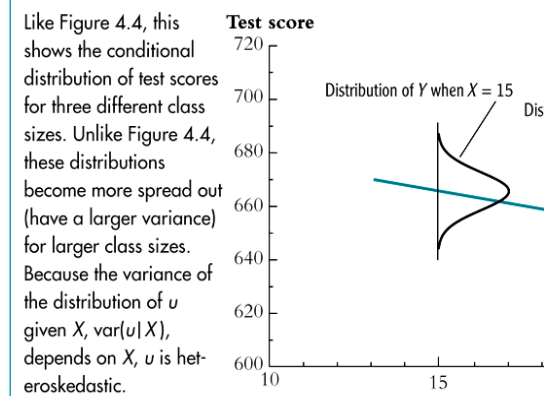 Like Figure 4.4, this
shows the conditional
distribution of test scores
for three different class
sizes. Unlike Figure 4.4,
these distributions
become more spread out
(have a larger variance)
for larger class sizes.
Because the variance of
the distribution of u
given X, var(u|X),
depends on X, u is het-
eroskedastic.
Test score
720
700
680
660
640
620
600
10
15
Distribution of Y when X = 15
Dis